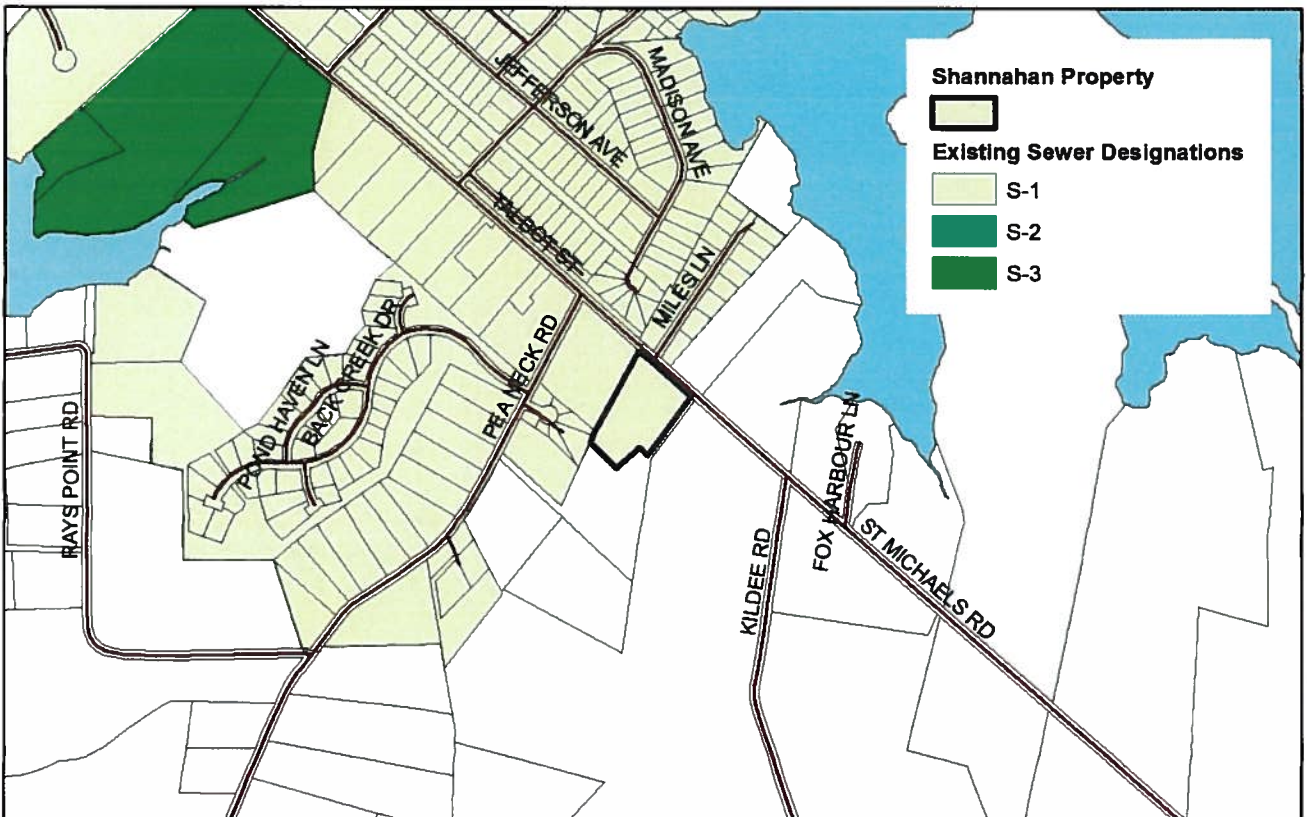 Shannahan Property
Existing Sewer Designations
S-1
S-2
S-3
MADISON AVE
JEFFERSON AVE
TALBOT ST
MILES LN
PEA NECK RD
BACK CREEK DR
POND HAVEN LN
RAYS POINT RD
FOX HARBOUR LN
KILDEE RD
ST MICHAELS RD